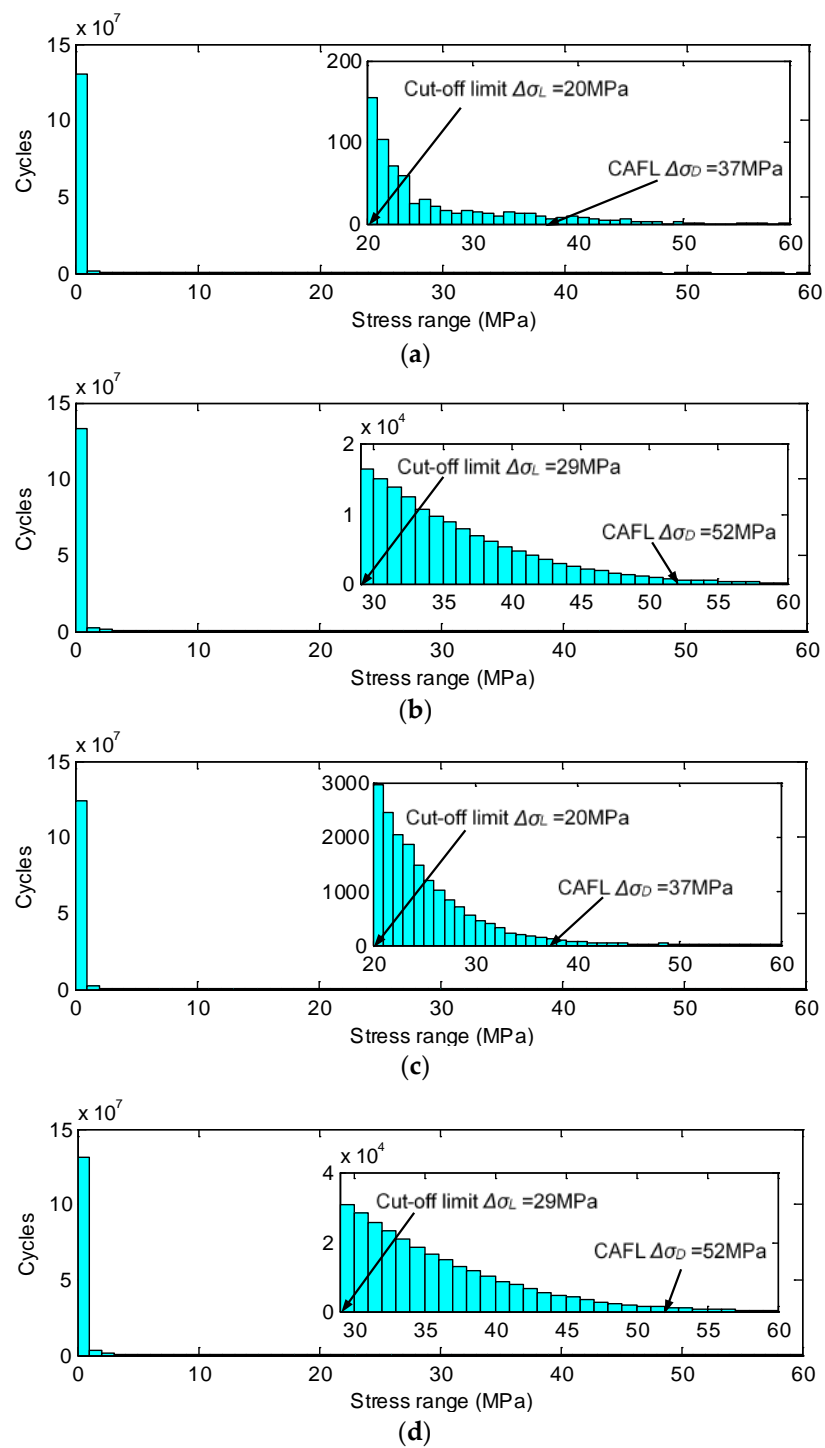 x 10^7
15
10
5
0
Cycles
200
100
0
Cut-off limit Δσ_L =20MPa
CAFL Δσ_D =37MPa
20 30 40 50 60
0 10 20 30 40 50 60
Stress range (MPa)
(a)
x 10^7
15
10
5
0
Cycles
x 10^4
2
1
0
Cut-off limit Δσ_L =29MPa
CAFL Δσ_D =52MPa
30 35 40 45 50 55 60
0 10 20 30 40 50 60
Stress range (MPa)
(b)
x 10^7
15
10
5
0
Cycles
3000
2000
1000
0
Cut-off limit Δσ_L =20MPa
CAFL Δσ_D =37MPa
20 30 40 50 60
0 10 20 30 40 50 60
Stress range (MPa)
(c)
x 10^7
15
10
5
0
Cycles
x 10^4
4
2
0
Cut-off limit Δσ_L =29MPa
CAFL Δσ_D =52MPa
30 35 40 45 50 55 60
0 10 20 30 40 50 60
Stress range (MPa)
(d)